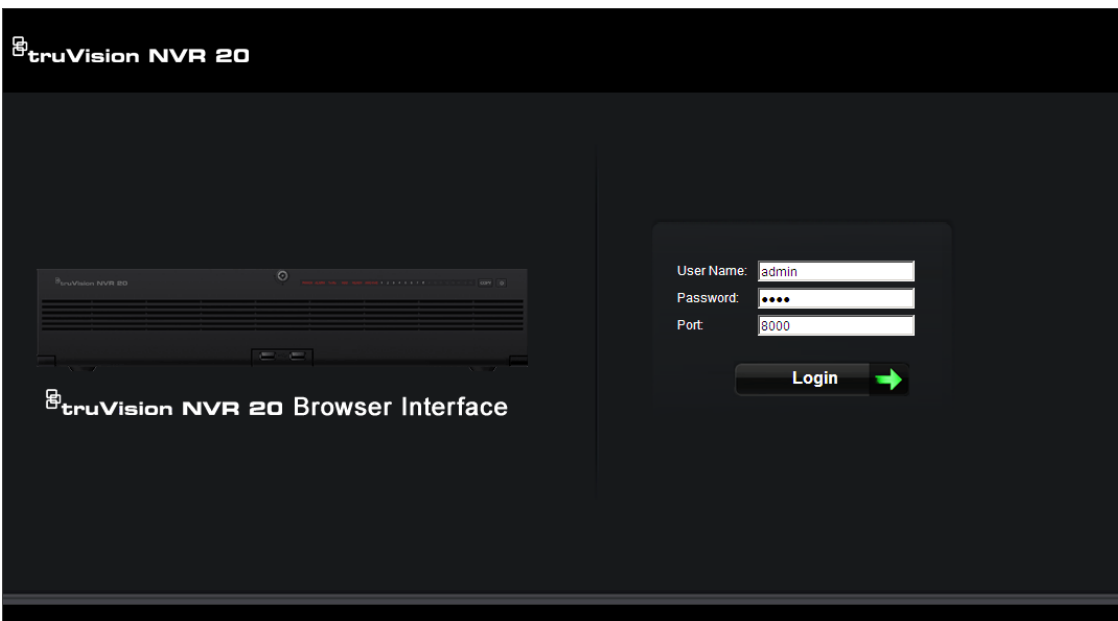 truVision NVR 20
truVision NVR 20
truVision NVR 20 Browser Interface
User Name: admin
Password: ••••
Port: 8000
Login